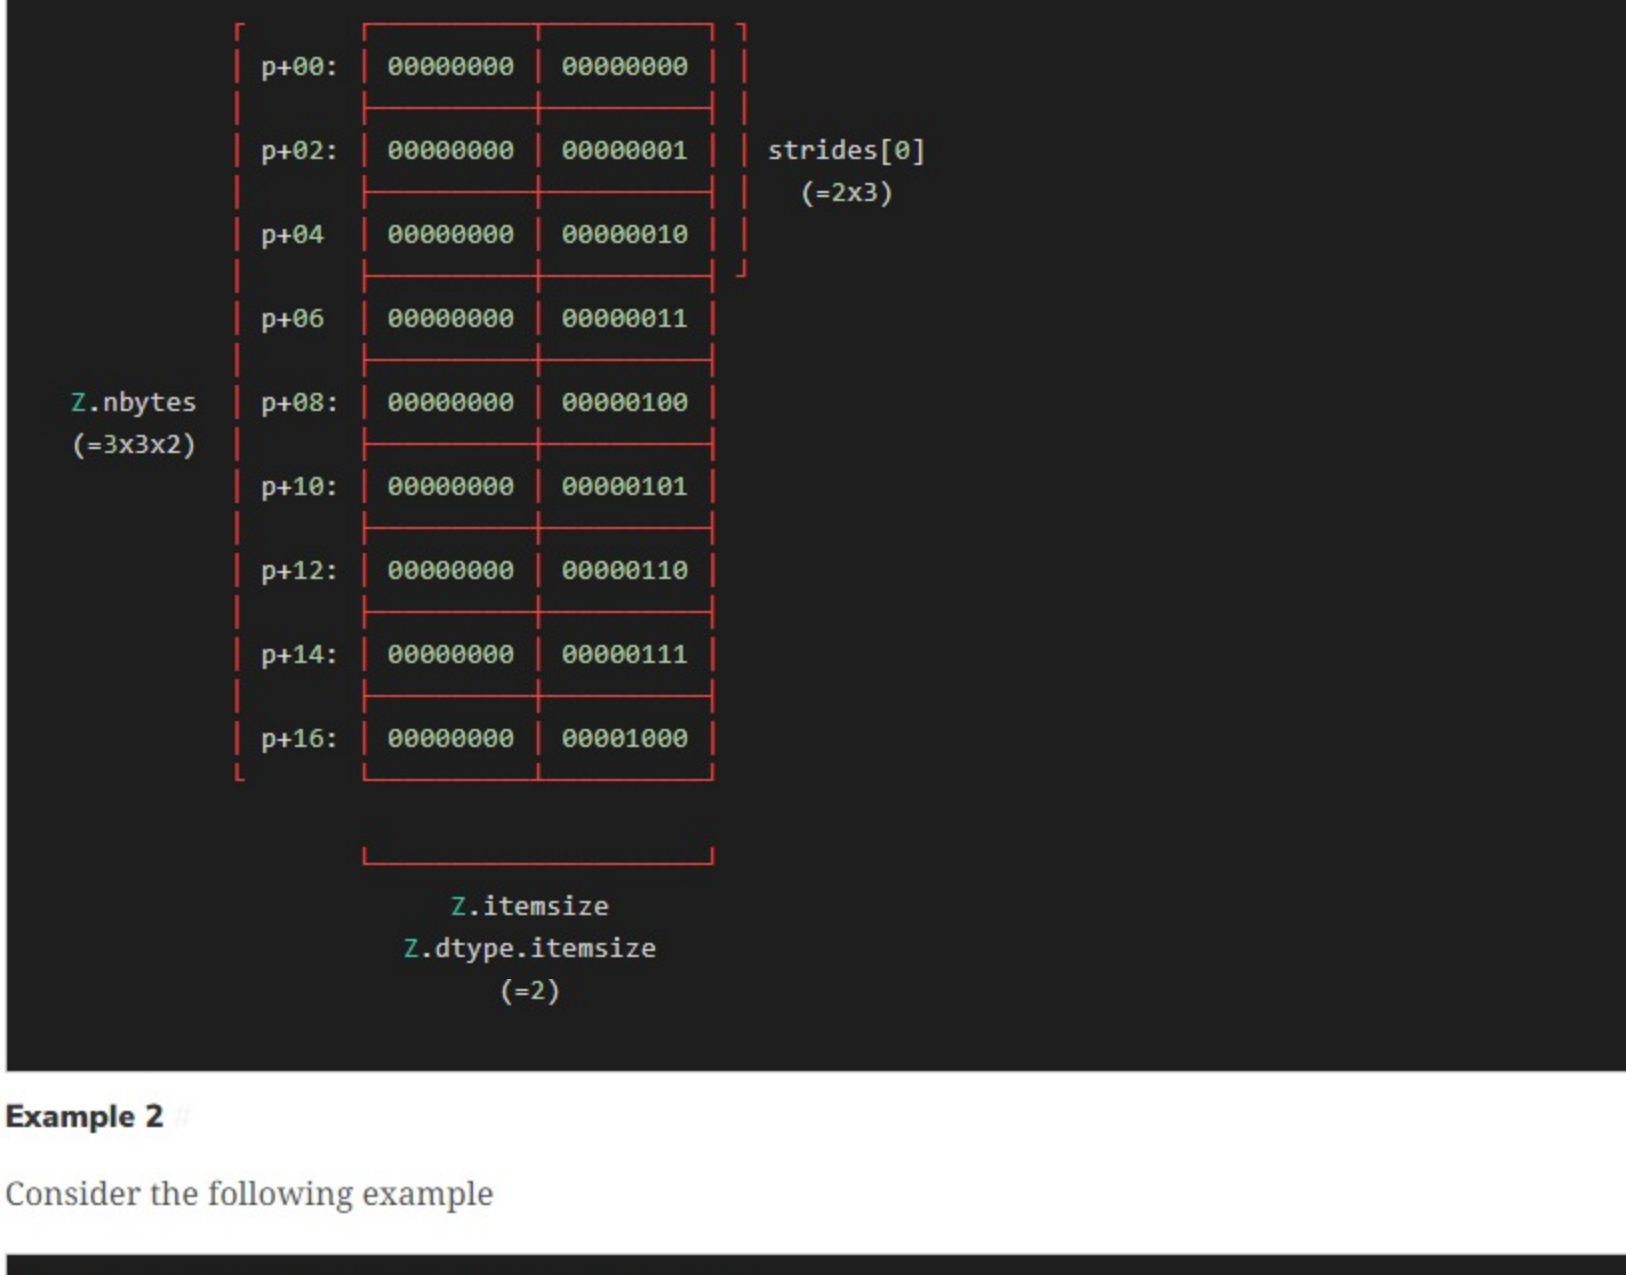 p+00: 00000000 00000000
p+02: 00000000 00000001 strides[0]
(=2x3)
p+04 00000000 00000010
p+06 00000000 00000011
Z.nbytes p+08: 00000000 00000100
(=3x3x2)
p+10: 00000000 00000101
p+12: 00000000 00000110
p+14: 00000000 00000111
p+16: 00000000 00001000
Z.itemsize
Z.dtype.itemsize
(=2)
Example 2 #
Consider the following example